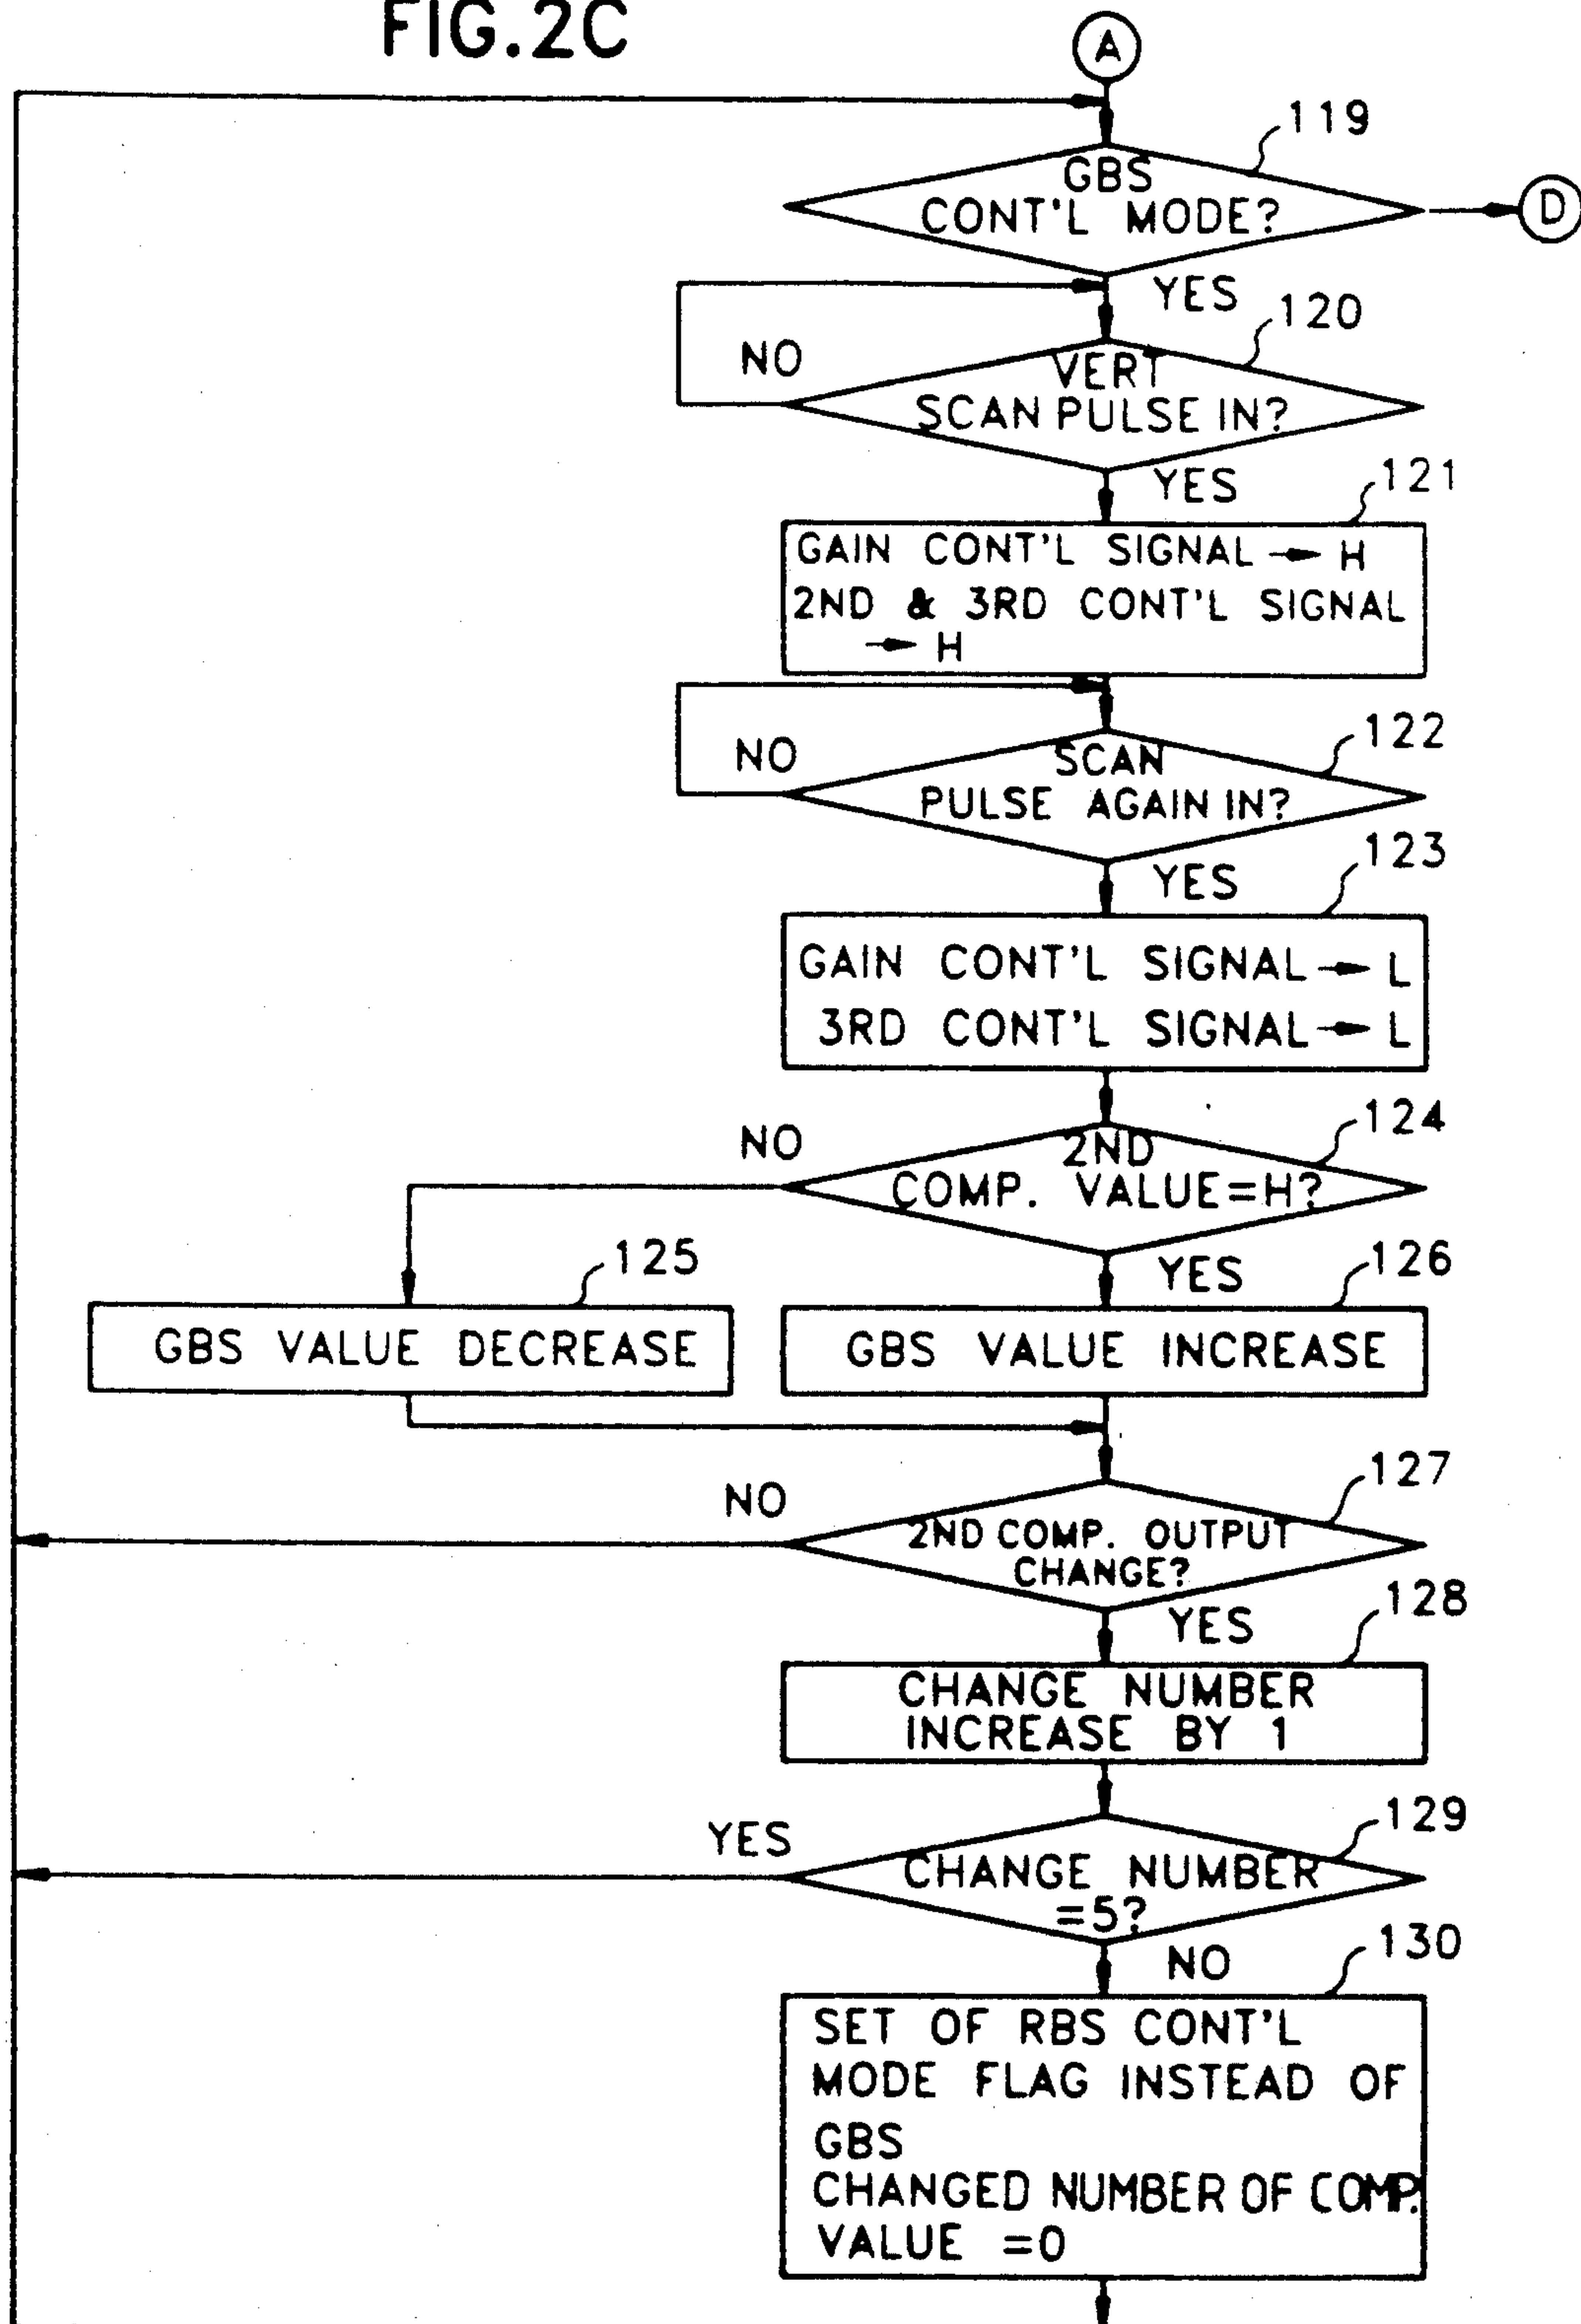 FIG.2C
A
119
GBS
CONT'L MODE?
D
YES
120
NO
VERT
SCAN PULSE IN?
YES
121
GAIN CONT'L SIGNAL → H
2ND & 3RD CONT'L SIGNAL
→ H
122
NO
SCAN
PULSE AGAIN IN?
YES
123
GAIN CONT'L SIGNAL → L
3RD CONT'L SIGNAL → L
124
NO
2ND
COMP. VALUE=H?
YES
125
126
GBS VALUE DECREASE
GBS VALUE INCREASE
127
NO
2ND COMP. OUTPUT
CHANGE?
YES
128
CHANGE NUMBER
INCREASE BY 1
129
YES
CHANGE NUMBER
=5?
NO
130
SET OF RBS CONT'L
MODE FLAG INSTEAD OF
GBS
CHANGED NUMBER OF COMP.
VALUE =0